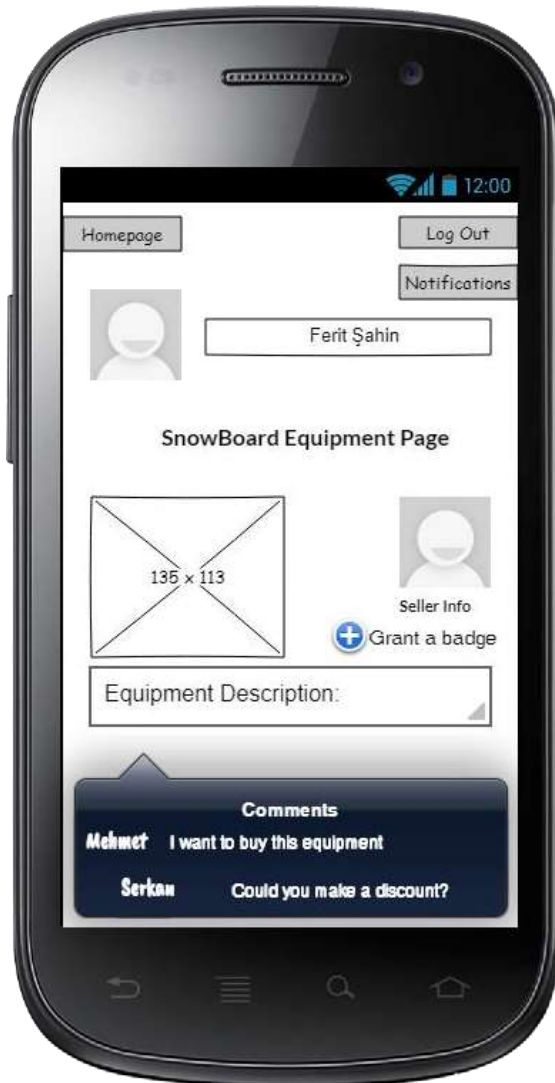 12:00
Homepage
Log Out
Notifications
Ferit Şahin
SnowBoard Equipment Page
135 × 113
Seller Info
Grant a badge
Equipment Description:
Comments
Mehmet I want to buy this equipment
Serkan Could you make a discount?